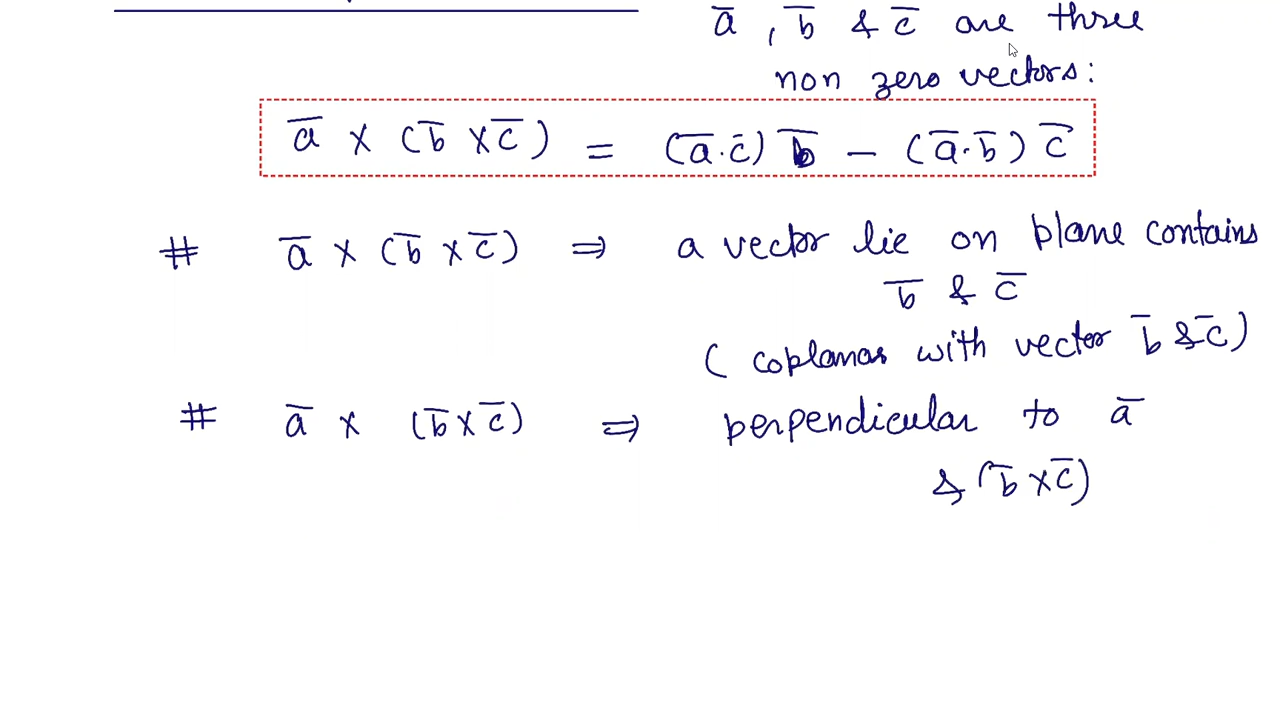 a̅ , b̅ & c̅ are three
non zero vectors:
a̅ × (b̅ × c̅) = (a̅·c̅) b̅ − (a̅·b̅) c̅
# a̅ × (b̅ × c̅) ⇒ a vector lie on plane contains
b̅ & c̅
(coplanar with vector b̅ & c̅)
# a̅ × (b̅ × c̅) ⇒ perpendicular to a̅
& (b̅ × c̅)